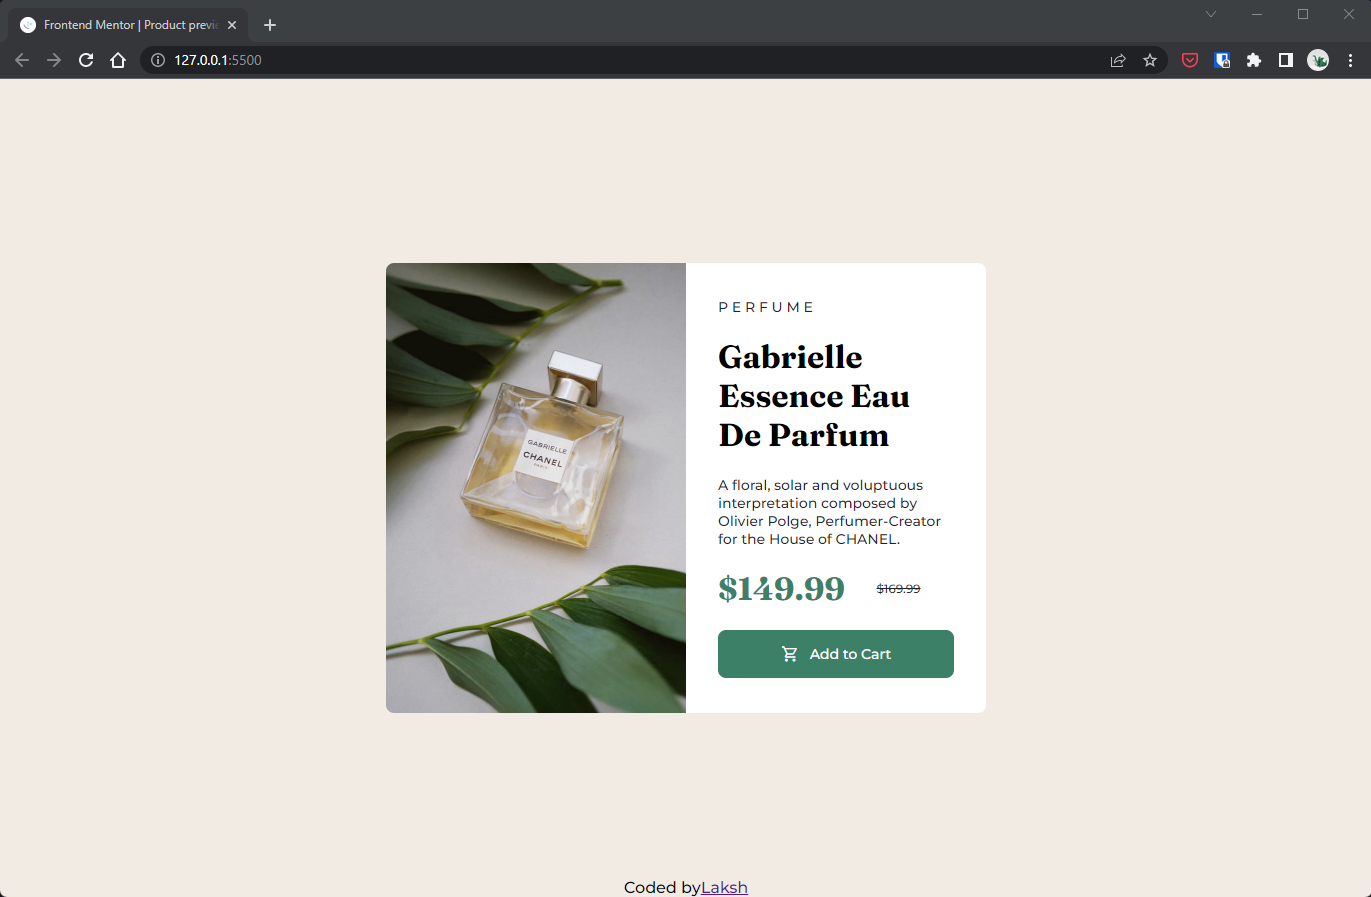 Frontend Mentor | Product previe
127.0.0.1:5500
PERFUME
Gabrielle
Essence Eau
De Parfum
A floral, solar and voluptuous
interpretation composed by
Olivier Polge, Perfumer-Creator
for the House of CHANEL.
$149.99 $169.99
Add to Cart
GABRIELLE
CHANEL
PARIS
Coded byLaksh